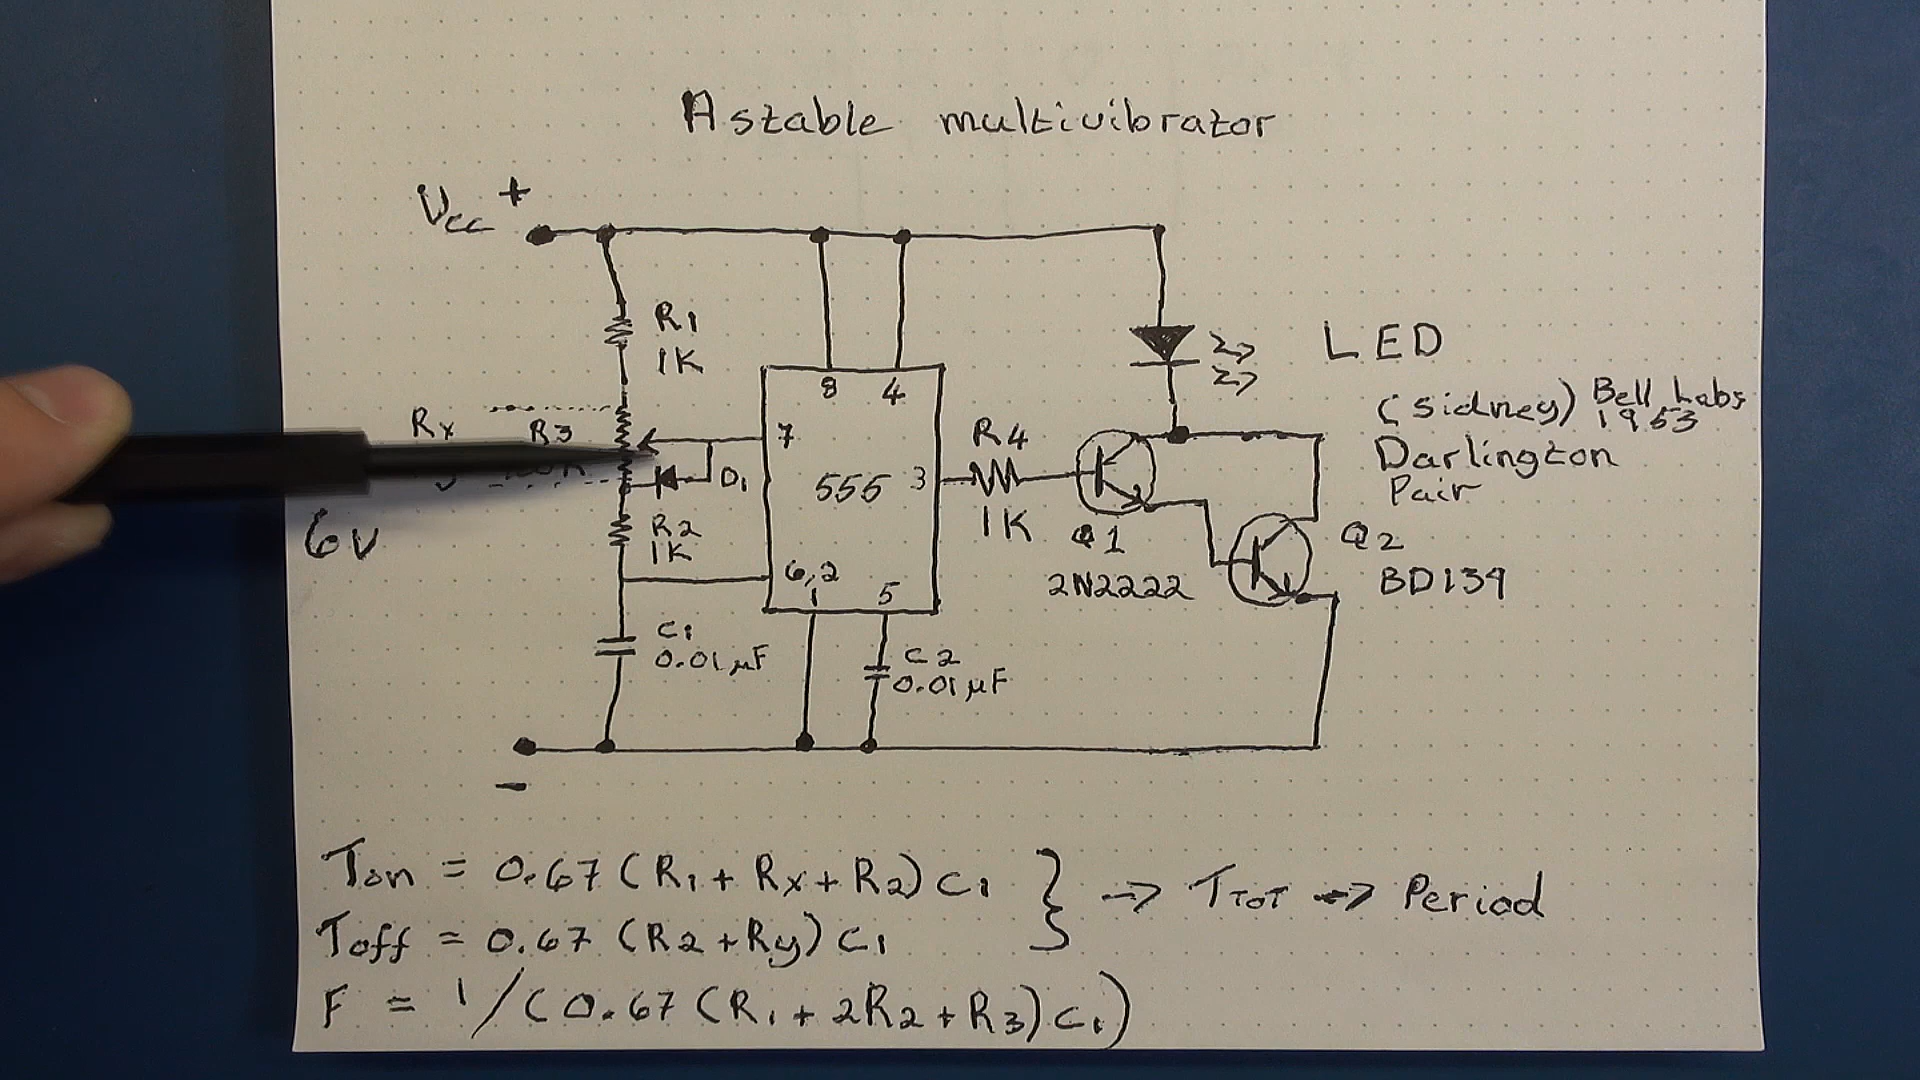 Astable multivibrator
Vcc +
R1
1K
LED
8 4
(Sidney) Bell Labs
1953
Darlington
Pair
Rx R3
7
R4
1K
D1
555 3
6V
R2
1K
Q1
2N2222
Q2
BD139
6,2
1 5
C1
0.01µF
C2
0.01µF
-
Ton = 0.67 (R1 + Rx + R2) C1
Toff = 0.67 (R2 + Ry) C1
} -> TTOT -> Period
F = 1/(0.67 (R1 + 2R2 + R3) C1)